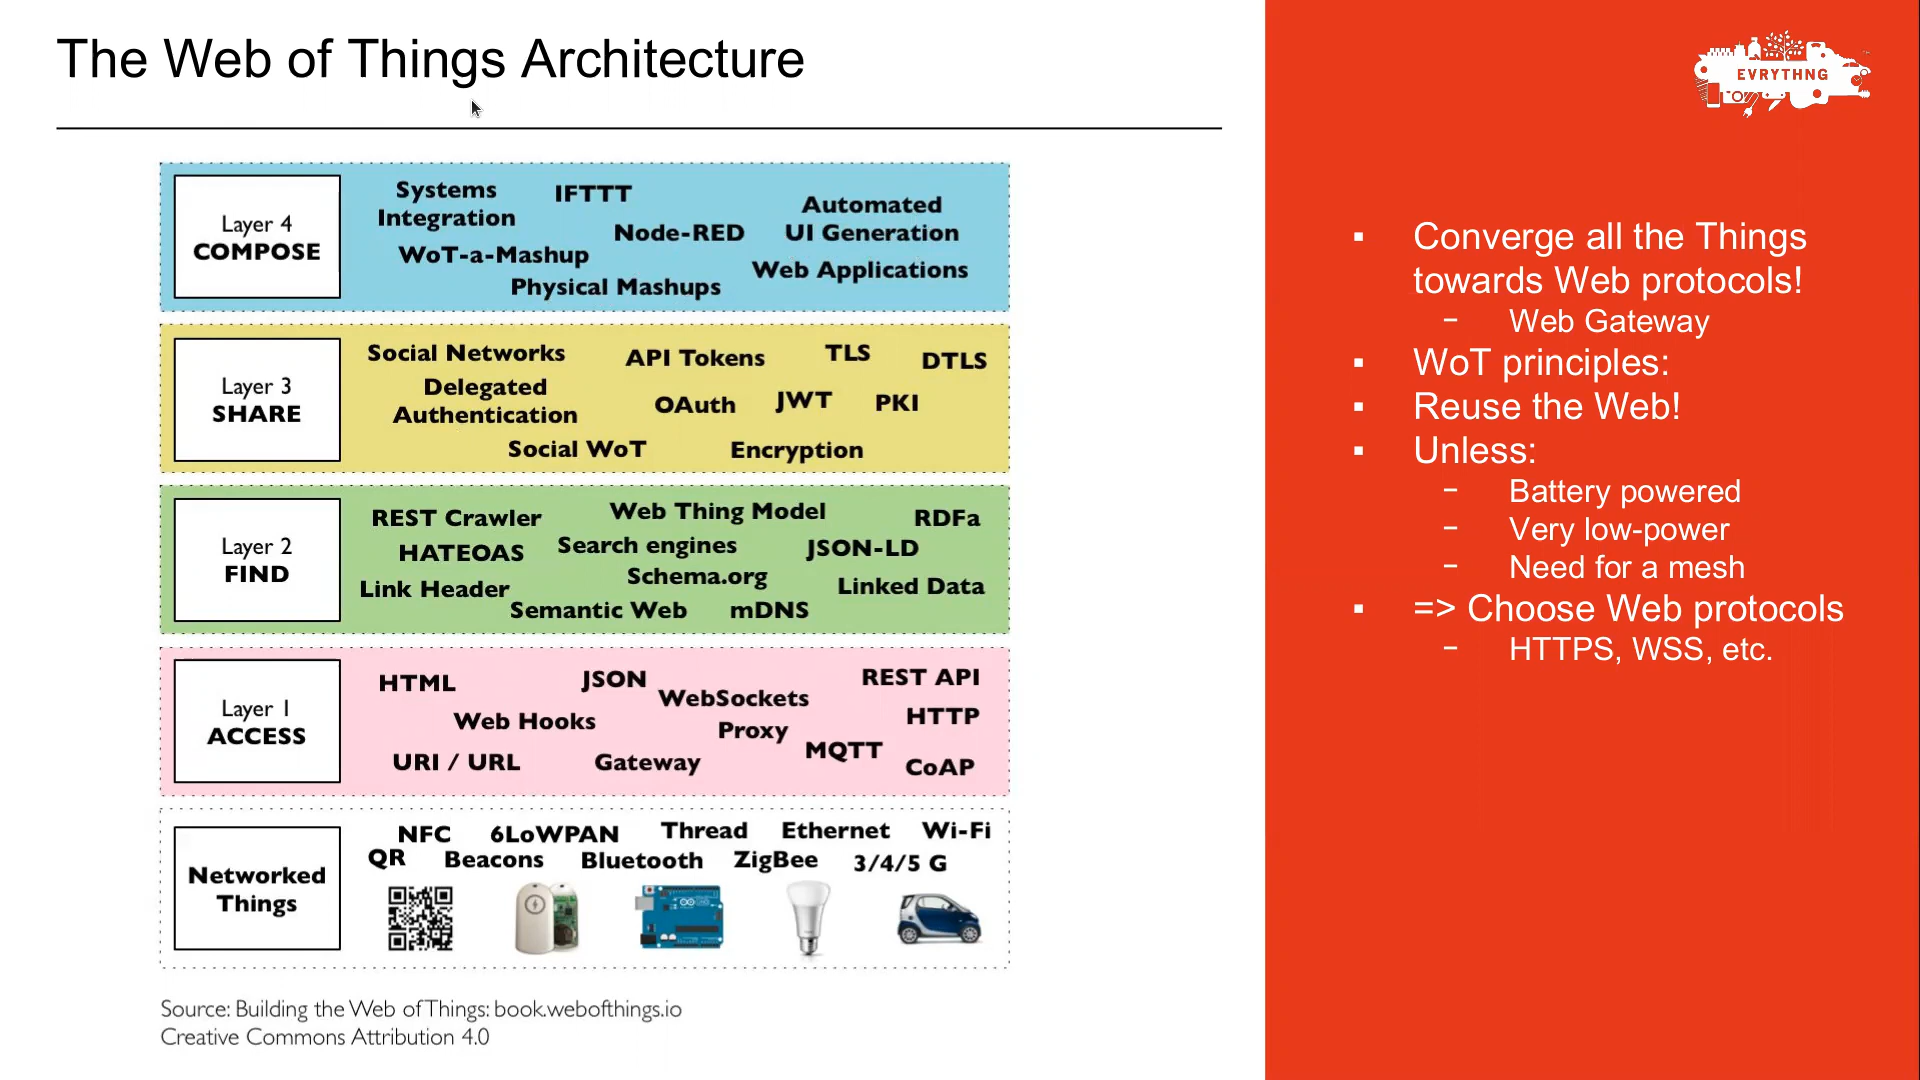 The Web of Things Architecture
EVRYTHNG
Layer 4
COMPOSE
Systems
Integration
IFTTT
Node-RED
Automated
UI Generation
WoT-a-Mashup
Web Applications
Physical Mashups
Layer 3
SHARE
Social Networks
API Tokens
TLS
DTLS
Delegated
Authentication
OAuth
JWT
PKI
Social WoT
Encryption
Layer 2
FIND
REST Crawler
Web Thing Model
RDFa
HATEOAS
Search engines
JSON-LD
Schema.org
Link Header
Linked Data
Semantic Web
mDNS
Layer 1
ACCESS
HTML
JSON
REST API
WebSockets
Web Hooks
HTTP
Proxy
MQTT
URI / URL
Gateway
CoAP
Networked
Things
NFC
6LoWPAN
Thread
Ethernet
Wi-Fi
QR
Beacons
Bluetooth
ZigBee
3/4/5 G
Source: Building the Web of Things: book.webofthings.io
Creative Commons Attribution 4.0
▪ Converge all the Things
towards Web protocols!
− Web Gateway
▪ WoT principles:
▪ Reuse the Web!
▪ Unless:
− Battery powered
− Very low-power
− Need for a mesh
▪ => Choose Web protocols
− HTTPS, WSS, etc.